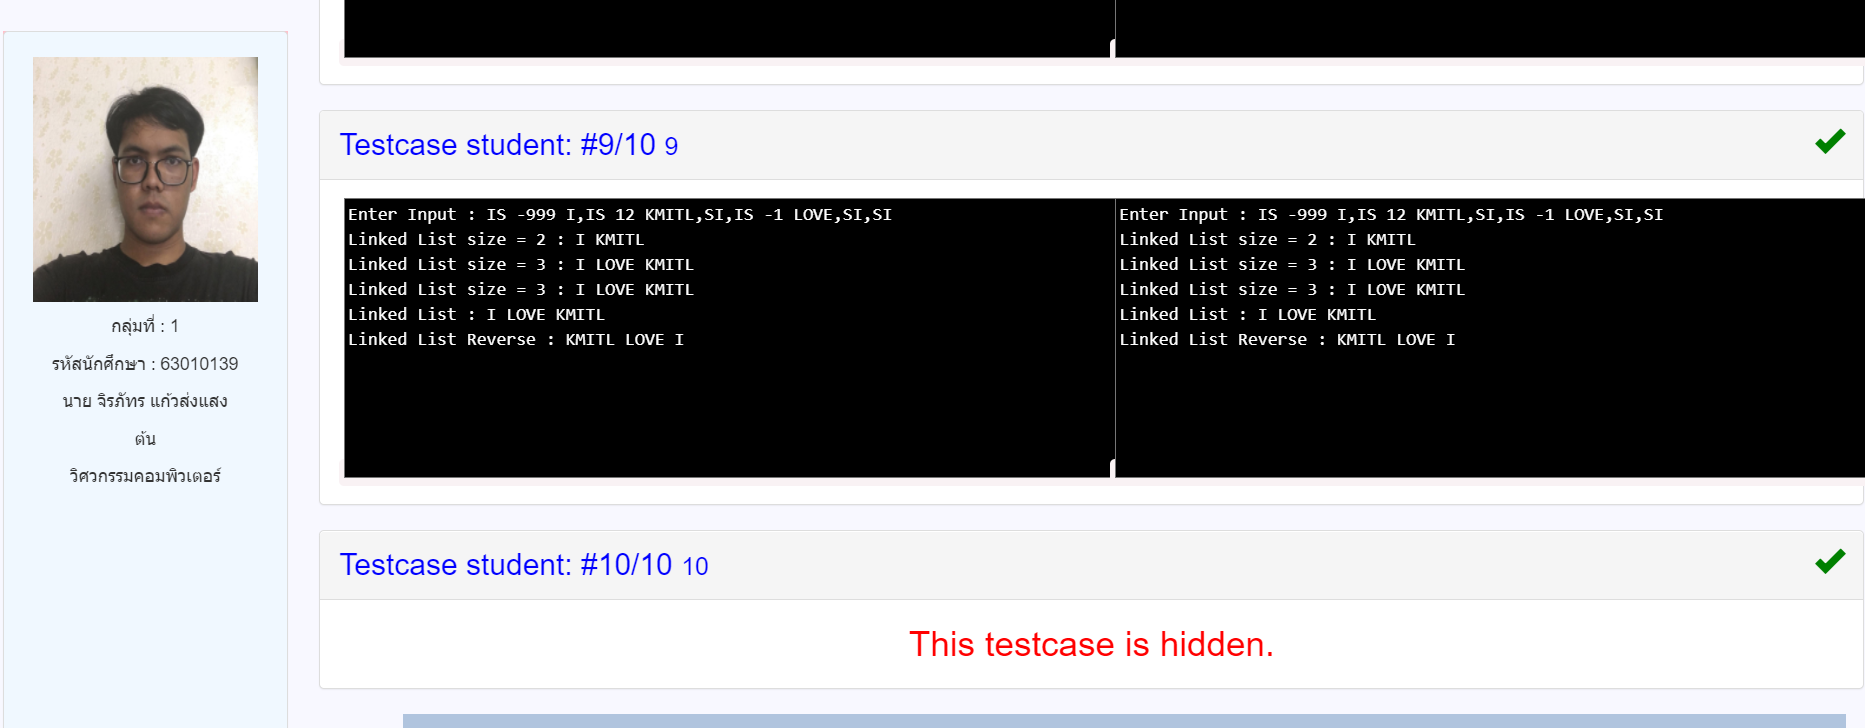 กลุ่มที่ : 1
รหัสนักศึกษา : 63010139
นาย จิรภัทร แก้วส่งแสง
ต้น
วิศวกรรมคอมพิวเตอร์
Testcase student: #9/10 9
Enter Input : IS -999 I,IS 12 KMITL,SI,IS -1 LOVE,SI,SI
Linked List size = 2 : I KMITL
Linked List size = 3 : I LOVE KMITL
Linked List size = 3 : I LOVE KMITL
Linked List : I LOVE KMITL
Linked List Reverse : KMITL LOVE I
Enter Input : IS -999 I,IS 12 KMITL,SI,IS -1 LOVE,SI,SI
Linked List size = 2 : I KMITL
Linked List size = 3 : I LOVE KMITL
Linked List size = 3 : I LOVE KMITL
Linked List : I LOVE KMITL
Linked List Reverse : KMITL LOVE I
Testcase student: #10/10 10
This testcase is hidden.